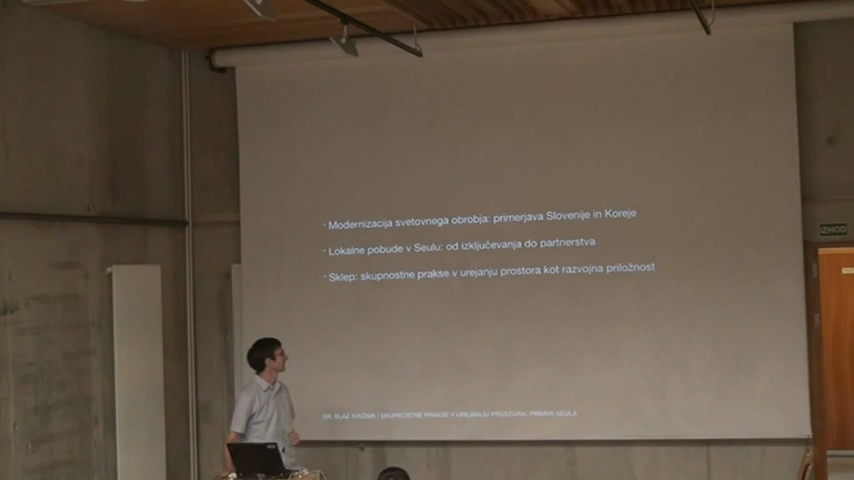 - Modernizacija svetovnega obrobja: primerjava Slovenije in Koreje
- Lokalne pobude v Seulu: od izključevanja do partnerstva
- Sklep: skupnostne prakse v urejanju prostora kot razvojna priložnost
IZHOD
DR. BLAŽ KRIŽNIK | SKUPNOSTNE PRAKSE V UREJANJU PROSTORA: PRIMER SEULA